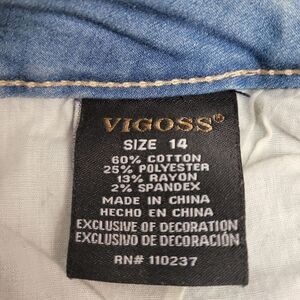 VIGOSS®
SIZE 14
60% COTTON
25% POLYESTER
13% RAYON
2% SPANDEX
MADE IN CHINA
HECHO EN CHINA
EXCLUSIVE OF DECORATION
EXCLUSIVO DE DECORACIÓN
RN# 110237